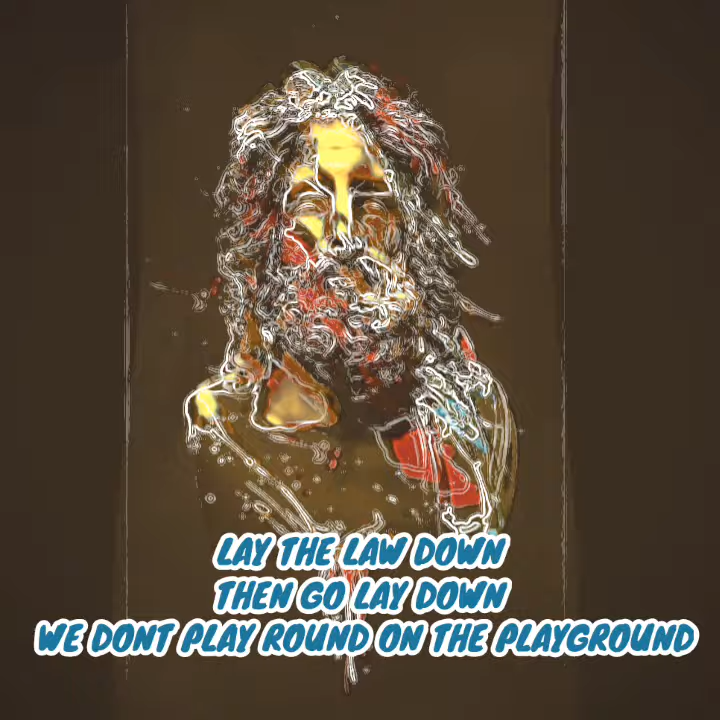 LAY THE LAW DOWN
THEN GO LAY DOWN
WE DONT PLAY ROUND ON THE PLAYGROUND